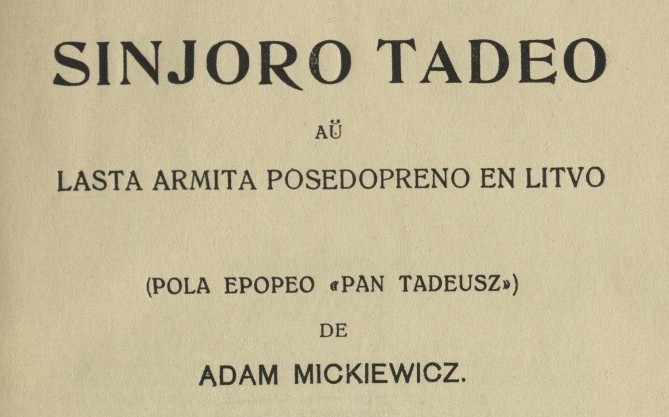 SINJORO TADEO
AŬ
LASTA ARMITA POSEDOPRENO EN LITVO
(POLA EPOPEO «PAN TADEUSZ»)
DE
ADAM MICKIEWICZ.